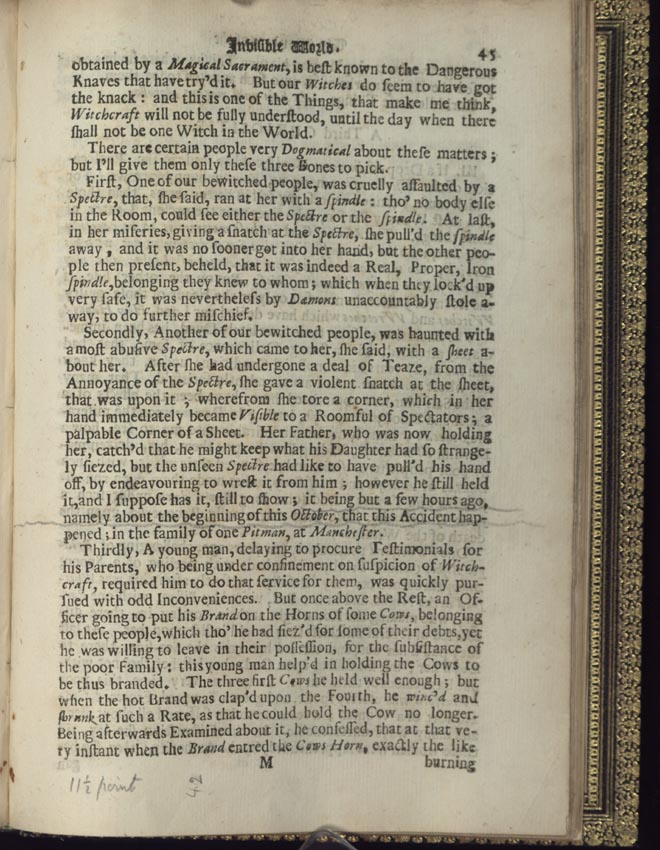 Invisible World.
45
obtained by a Magical Sacrament, is best known to the Dangerous
Knaves that have try'd it. But our Witches do seem to have got
the knack: and this is one of the Things, that make me think,
Witchcraft will not be fully understood, until the day when there
shall not be one Witch in the World.
There are certain people very Dogmatical about these matters;
but I'll give them only these three Bones to pick.
First, One of our bewitched people, was cruelly assaulted by a
Spectre, that, she said, ran at her with a spindle: tho' no body else
in the Room, could see either the Spectre or the spindle. At last,
in her miseries, giving a snatch at the Spectre, she pull'd the spindle
away, and it was no sooner got into her hand, but the other peo-
ple then present, beheld, that it was indeed a Real, Proper, Iron
spindle, belonging they knew to whom; which when they lock'd up
very safe, it was nevertheless by Dæmons unaccountably stole a-
way, to do further mischief.
Secondly, Another of our bewitched people, was haunted with
a most abusive Spectre, which came to her, she said, with a sheet a-
bout her. After she had undergone a deal of Teaze, from the
Annoyance of the Spectre, she gave a violent snatch at the sheet,
that was upon it; wherefrom she tore a corner, which in her
hand immediately became Visible to a Roomful of Spectators; a
palpable Corner of a Sheet. Her Father, who was now holding
her, catch'd that he might keep what his Daughter had so strange-
ly siezed, but the unseen Spectre had like to have pull'd his hand
off, by endeavouring to wrest it from him; however he still held
it, and I suppose has it, still to show; it being but a few hours ago,
namely about the beginning of this October, that this Accident hap-
pened; in the family of one Pitman, at Manchester.
Thirdly, A young man, delaying to procure Testimonials for
his Parents, who being under confinement on suspicion of Witch-
craft, required him to do that service for them, was quickly pur-
sued with odd Inconveniences. But once above the Rest, an Of-
ficer going to put his Brand on the Horns of some Cows, belonging
to these people, which tho' he had siez'd for some of their debts, yet
he was willing to leave in their possession, for the subsistance of
the poor Family: this young man help'd in holding the Cows to
be thus branded. The three first Cows he held well enough; but
when the hot Brand was clap'd upon the Fourth, he winc'd and
shrunk at such a Rate, as that he could hold the Cow no longer.
Being afterwards Examined about it, he confessed, that at that ve-
ry instant when the Brand entred the Cows Horn, exactly the like
M
burning
11½ point
42